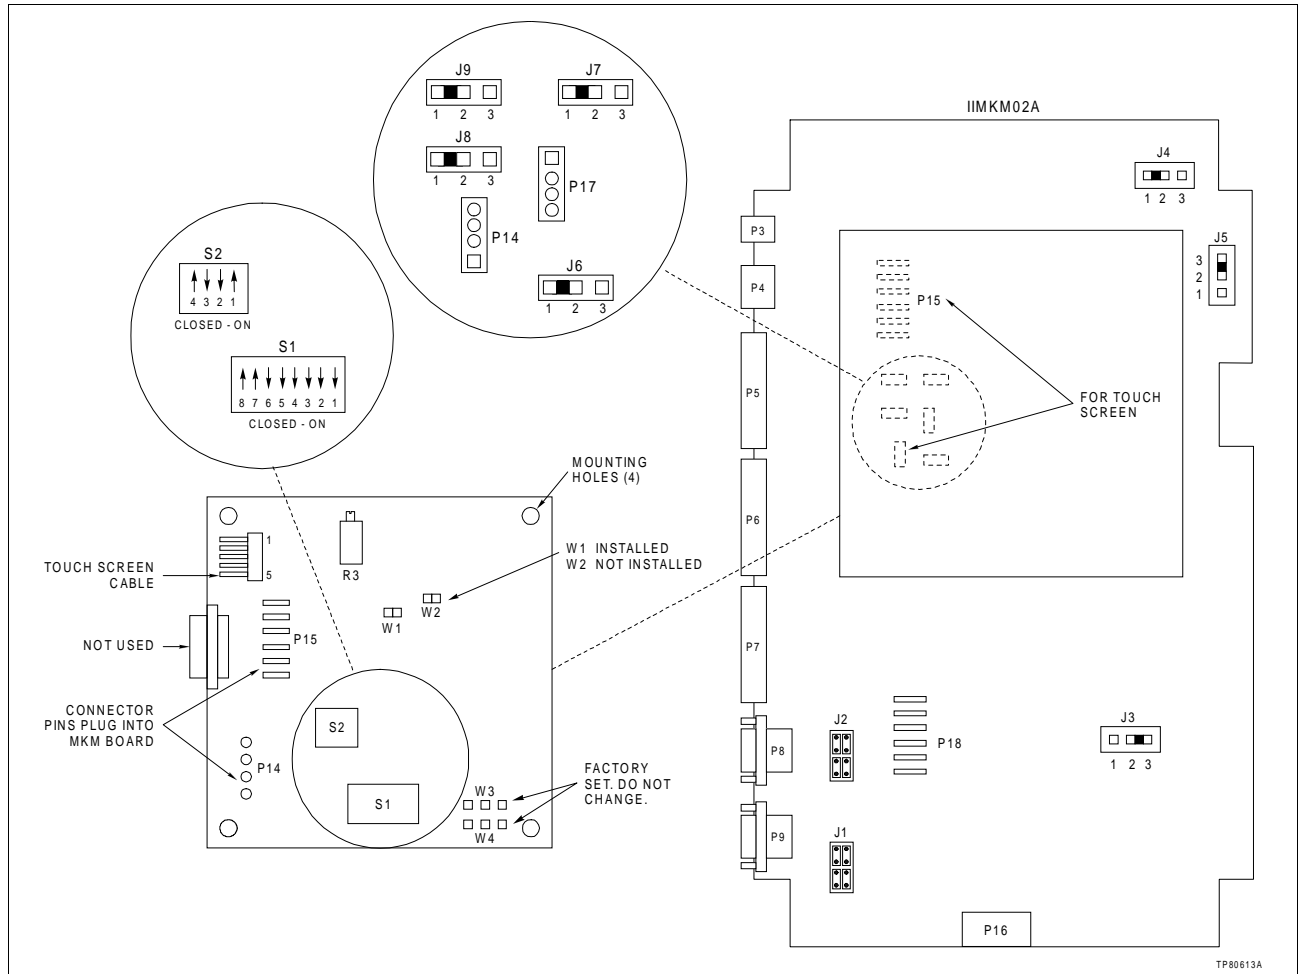 J9
1 2 3
J7
1 2 3
J8
1 2 3
P17
P14
J6
1 2 3
S2
4 3 2 1
CLOSED - ON
S1
8 7 6 5 4 3 2 1
CLOSED - ON
IIMKM02A
J4
1 2 3
J5
3
2
1
P3
P4
P5
P6
P7
P8
P9
P15
FOR TOUCH
SCREEN
MOUNTING
HOLES (4)
W1 INSTALLED
W2 NOT INSTALLED
TOUCH SCREEN
CABLE
1
5
R3
W1
W2
NOT USED
P15
CONNECTOR
PINS PLUG INTO
MKM BOARD
P14
S2
S1
W3
W4
FACTORY
SET. DO NOT
CHANGE.
J2
P18
J3
1 2 3
J1
P16
TP80613A